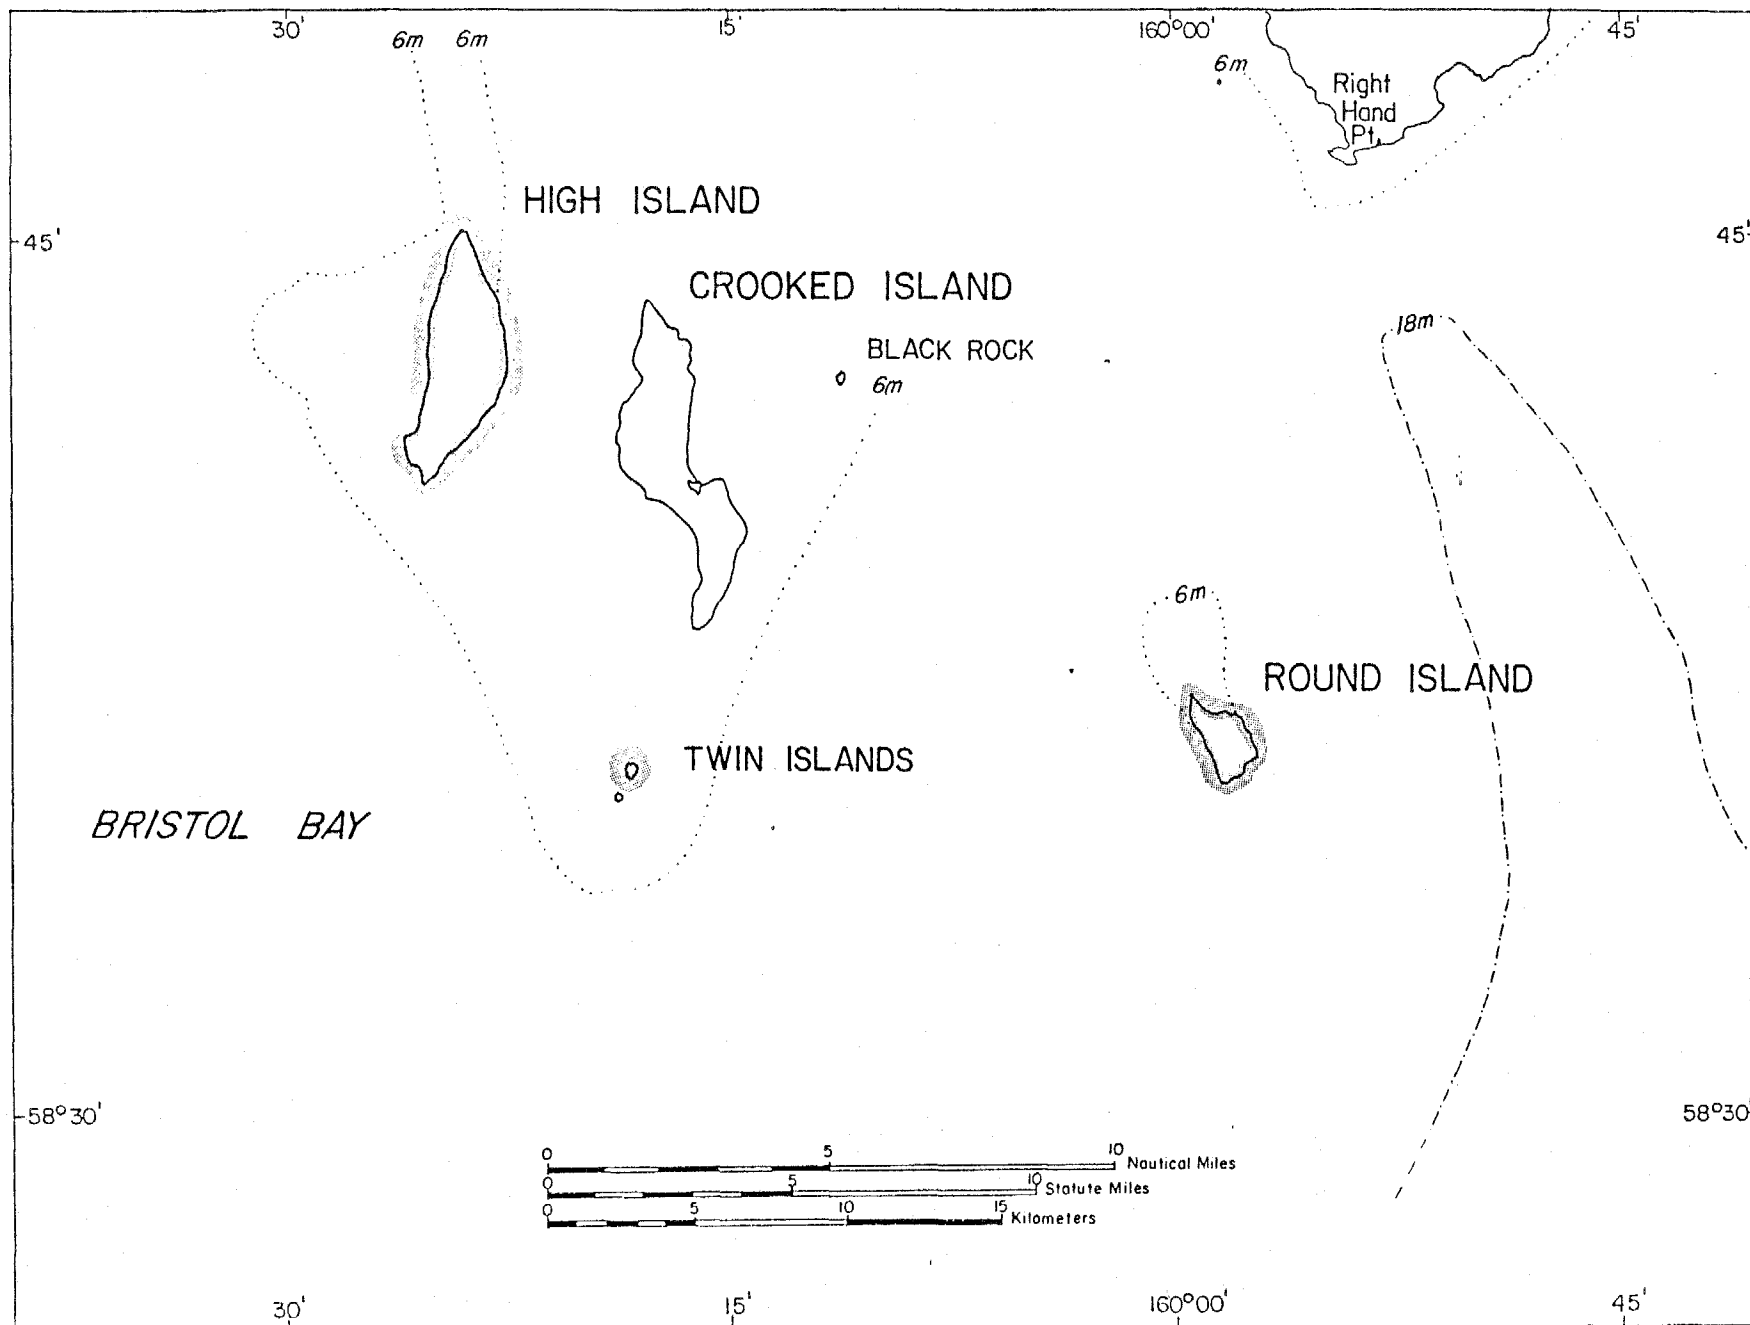 30'
15'
160°00'
45'
6m
6m
6m
Right
Hand
Pt.
HIGH ISLAND
45'
45'
CROOKED ISLAND
18m
BLACK ROCK
6m
6m
ROUND ISLAND
TWIN ISLANDS
BRISTOL BAY
58°30'
58°30'
0 5 10 Nautical Miles
0 5 10 Statute Miles
0 5 10 15 Kilometers
30'
15'
160°00'
45'